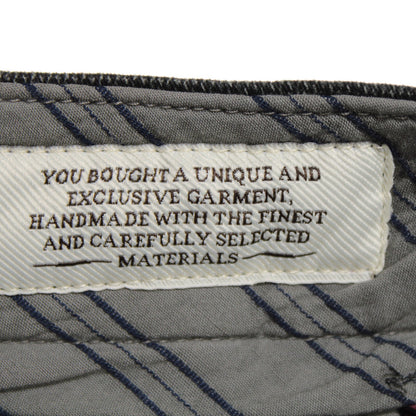 YOU BOUGHT A UNIQUE AND
EXCLUSIVE GARMENT,
HANDMADE WITH THE FINEST
AND CAREFULLY SELECTED
MATERIALS